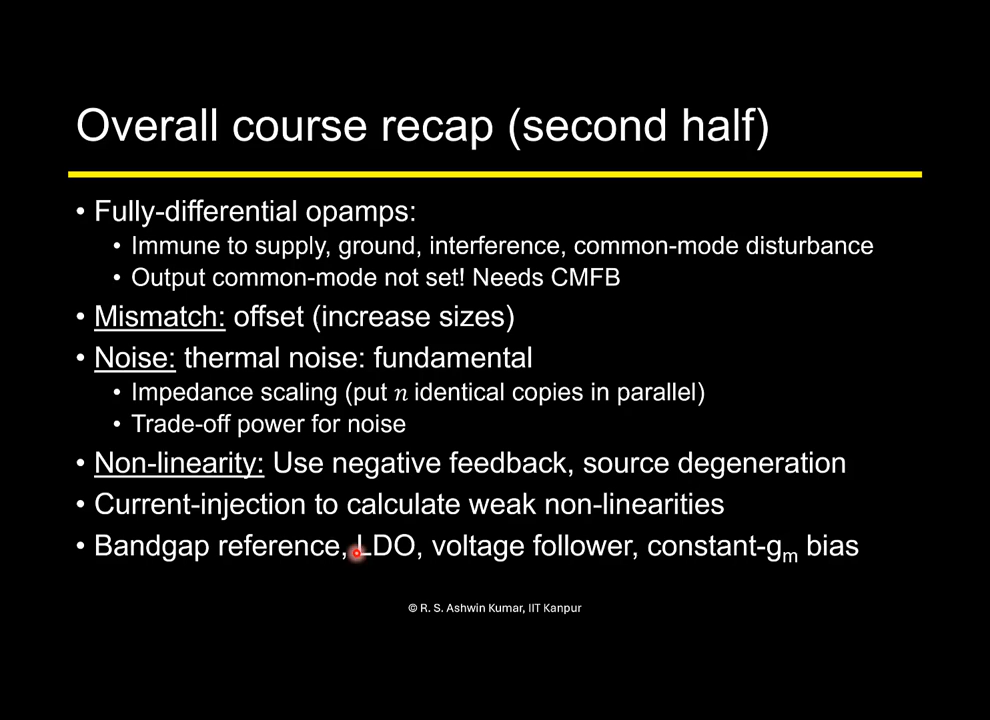 Overall course recap (second half)
• Fully-differential opamps:
• Immune to supply, ground, interference, common-mode disturbance
• Output common-mode not set! Needs CMFB
• Mismatch: offset (increase sizes)
• Noise: thermal noise: fundamental
• Impedance scaling (put n identical copies in parallel)
• Trade-off power for noise
• Non-linearity: Use negative feedback, source degeneration
• Current-injection to calculate weak non-linearities
• Bandgap reference, LDO, voltage follower, constant-gm bias
© R. S. Ashwin Kumar, IIT Kanpur